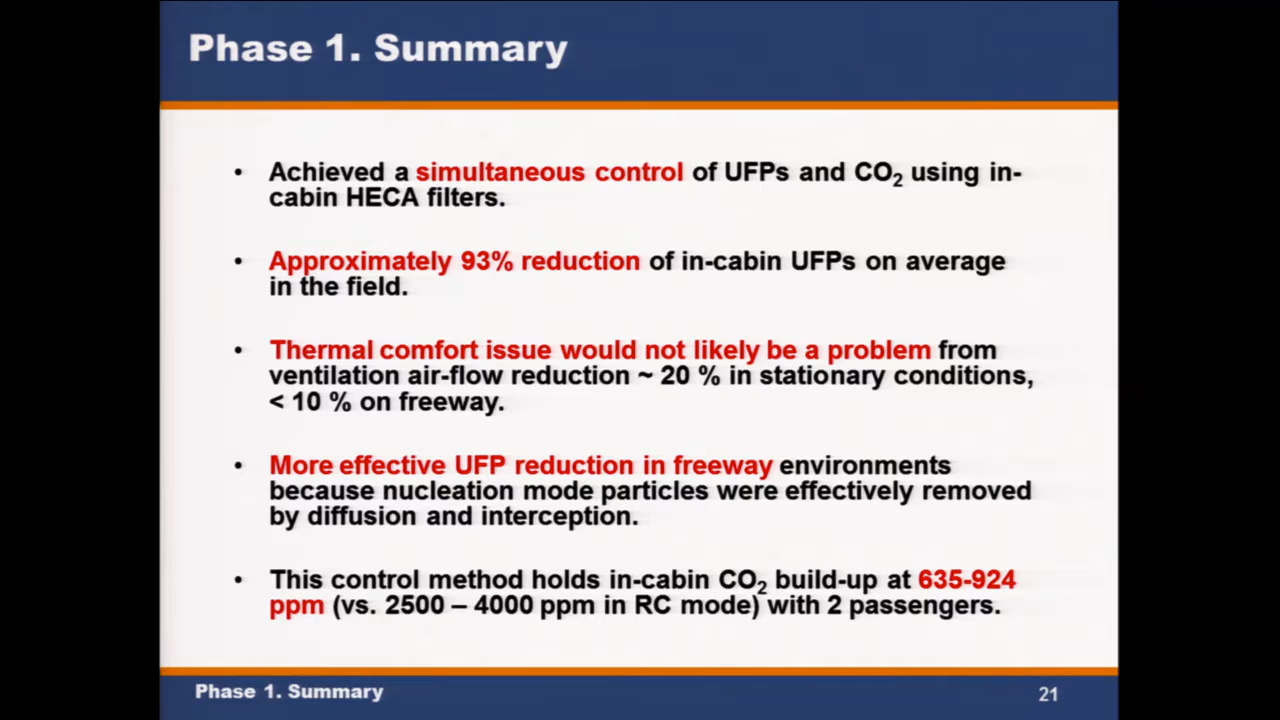 Phase 1. Summary
• Achieved a simultaneous control of UFPs and CO₂ using in-
cabin HECA filters.
• Approximately 93% reduction of in-cabin UFPs on average
in the field.
• Thermal comfort issue would not likely be a problem from
ventilation air-flow reduction ~ 20 % in stationary conditions,
< 10 % on freeway.
• More effective UFP reduction in freeway environments
because nucleation mode particles were effectively removed
by diffusion and interception.
• This control method holds in-cabin CO₂ build-up at 635-924
ppm (vs. 2500 – 4000 ppm in RC mode) with 2 passengers.
Phase 1. Summary
21